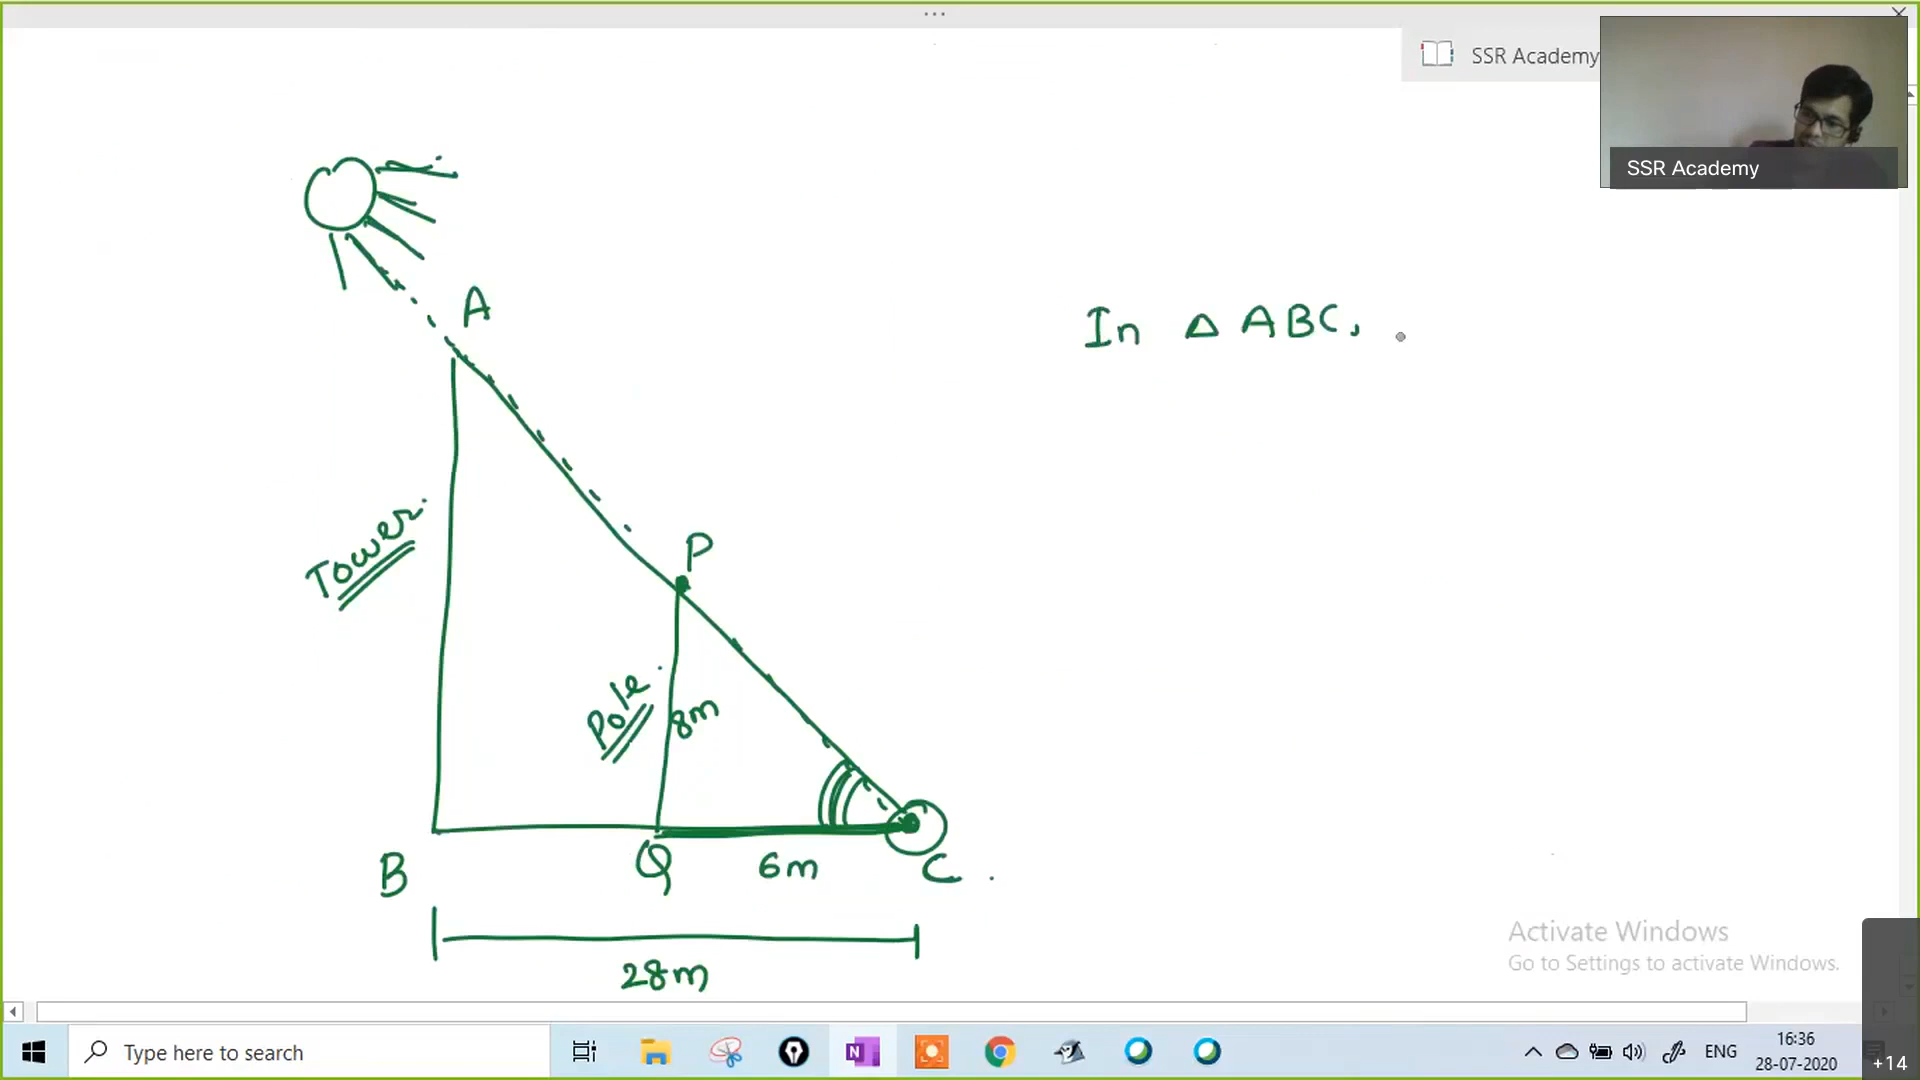 SSR Academy
SSR Academy
A
In Δ ABC,
Tower
P
Pole
8m
B
Q
6m
C
28m
Activate Windows
Go to Settings to activate Windows.
Type here to search
ENG
16:36
28-07-2020
+14